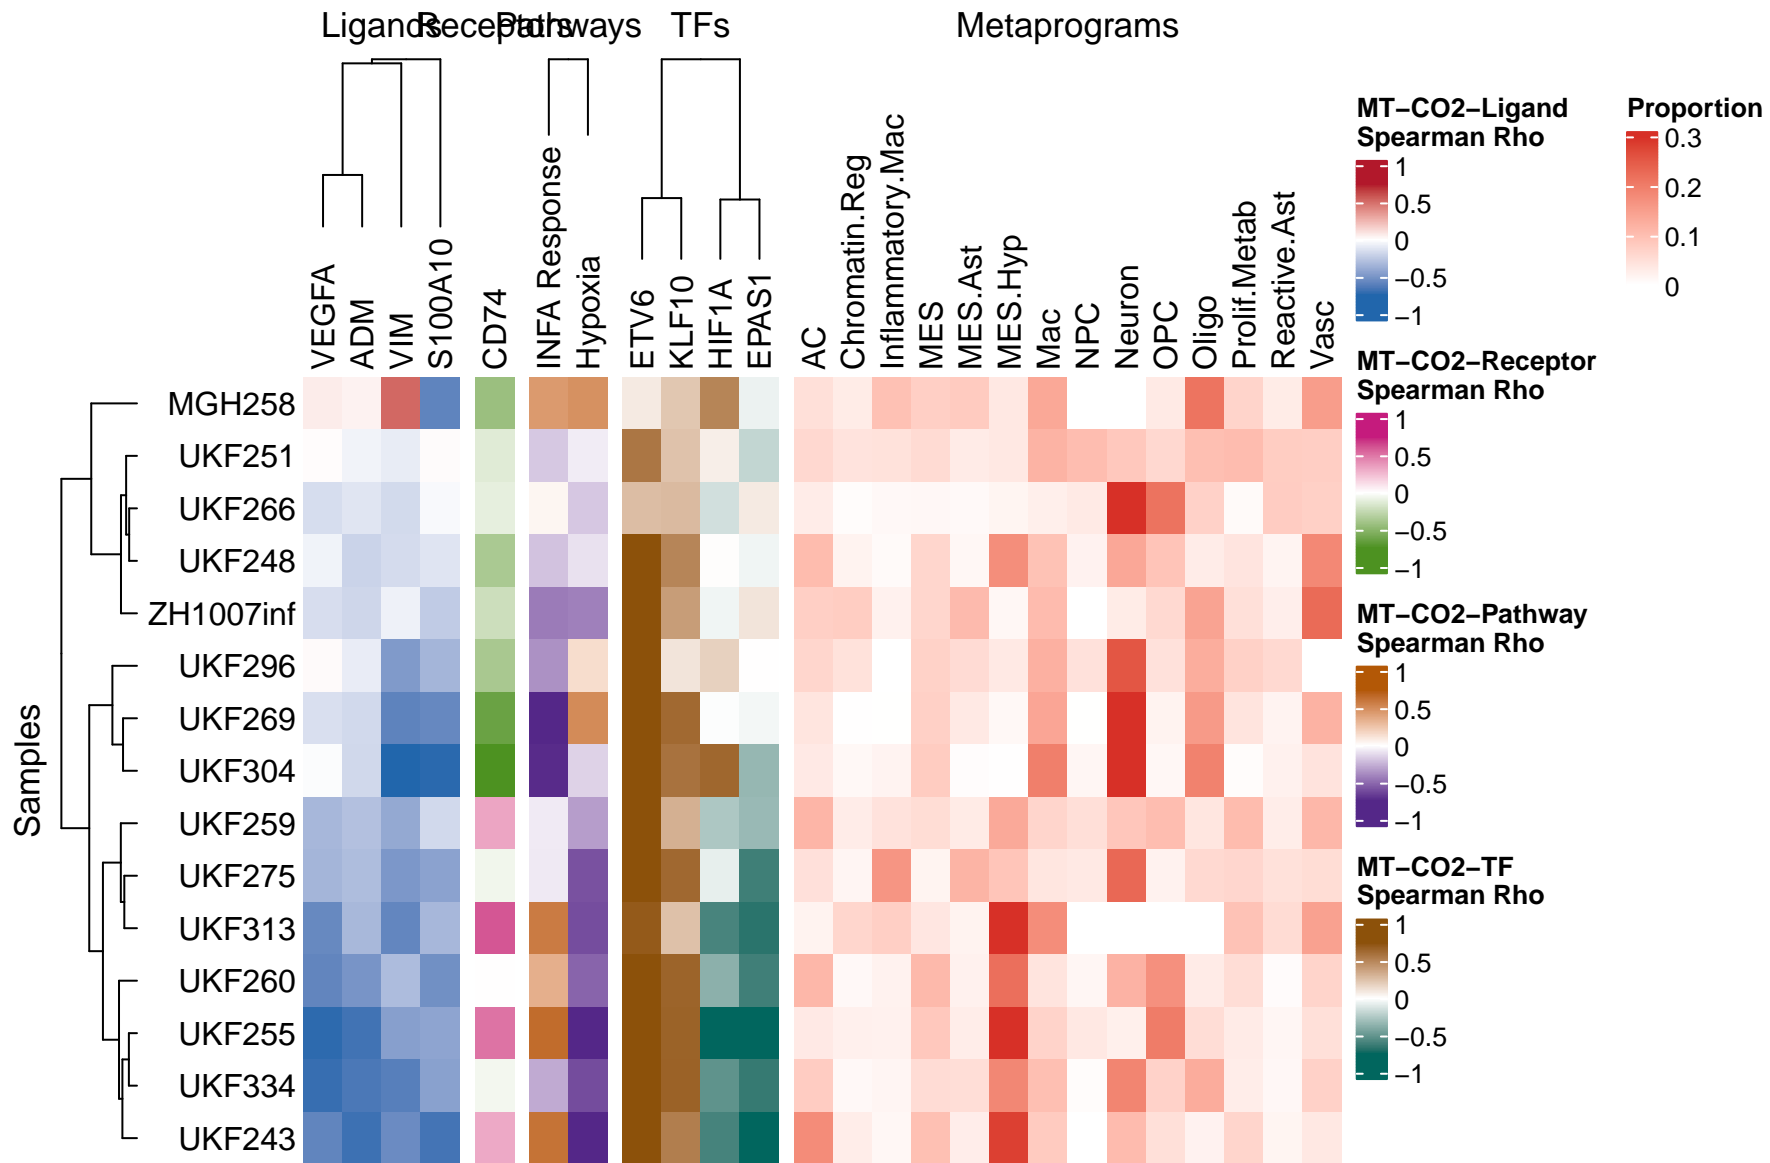 Ligands Receptors Pathways TFs Metaprograms
VEGFA
ADM
VIM
S100A10
CD74
INFA Response
Hypoxia
ETV6
KLF10
HIF1A
EPAS1
AC
Chromatin.Reg
Inflammatory.Mac
MES
MES.Ast
MES.Hyp
Mac
NPC
Neuron
OPC
Oligo
Prolif.Metab
Reactive.Ast
Vasc
Samples
MGH258
UKF251
UKF266
UKF248
ZH1007inf
UKF296
UKF269
UKF304
UKF259
UKF275
UKF313
UKF260
UKF255
UKF334
UKF243
MT−CO2−Ligand
Spearman Rho
1
0.5
0
−0.5
−1
MT−CO2−Receptor
Spearman Rho
1
0.5
0
−0.5
−1
MT−CO2−Pathway
Spearman Rho
1
0.5
0
−0.5
−1
MT−CO2−TF
Spearman Rho
1
0.5
0
−0.5
−1
Proportion
0.3
0.2
0.1
0